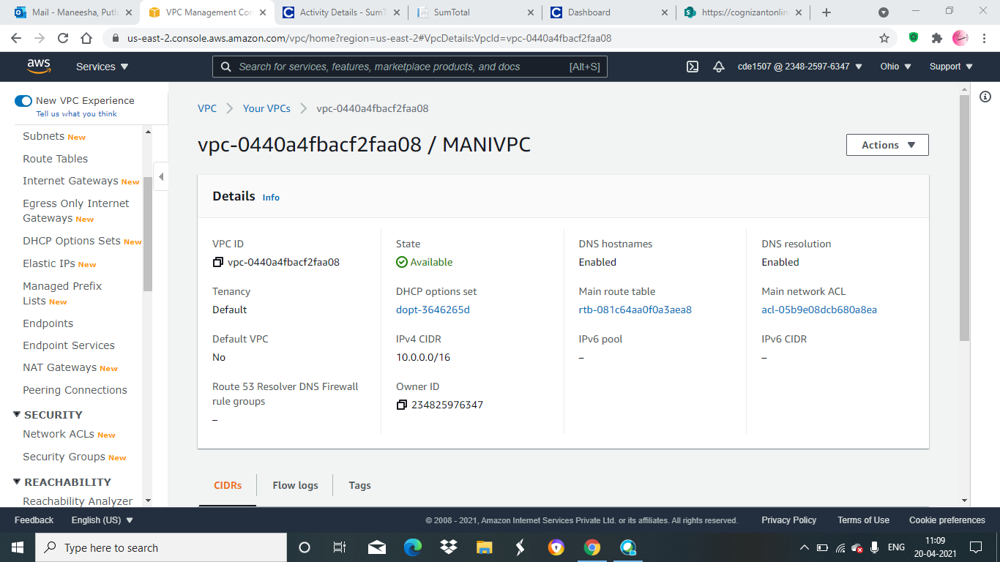 Mail - Maneesha, Putl
VPC Management Con
Activity Details - SumT
SumTotal
Dashboard
https://cognizantonlin
us-east-2.console.aws.amazon.com/vpc/home?region=us-east-2#VpcDetails:VpcId=vpc-0440a4fbacf2faa08
aws
Services
Search for services, features, marketplace products, and docs
[Alt+S]
cde1507 @ 2348-2597-6347
Ohio
Support
New VPC Experience
Tell us what you think
Subnets New
Route Tables
Internet Gateways New
Egress Only Internet
Gateways New
DHCP Options Sets New
Elastic IPs New
Managed Prefix
Lists New
Endpoints
Endpoint Services
NAT Gateways New
Peering Connections
SECURITY
Network ACLs New
Security Groups New
REACHABILITY
Reachability Analyzer
VPC
Your VPCs
vpc-0440a4fbacf2faa08
vpc-0440a4fbacf2faa08 / MANIVPC
Actions
Details Info
VPC ID
vpc-0440a4fbacf2faa08
State
Available
DNS hostnames
Enabled
DNS resolution
Enabled
Tenancy
Default
DHCP options set
dopt-3646265d
Main route table
rtb-081c64aa0f0a3aea8
Main network ACL
acl-05b9e08dcb680a8ea
Default VPC
No
IPv4 CIDR
10.0.0.0/16
IPv6 pool
–
IPv6 CIDR
–
Route 53 Resolver DNS Firewall
rule groups
–
Owner ID
234825976347
CIDRs
Flow logs
Tags
Feedback
English (US)
© 2008 - 2021, Amazon Internet Services Private Ltd. or its affiliates. All rights reserved.
Privacy Policy
Terms of Use
Cookie preferences
Type here to search
ENG
11:09
20-04-2021